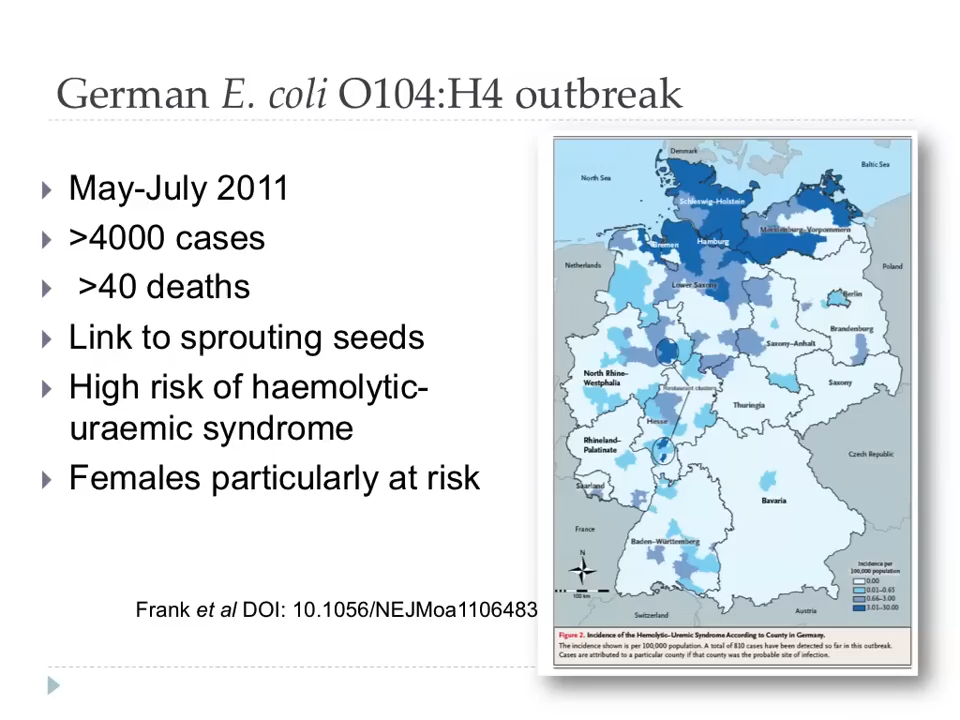 German E. coli O104:H4 outbreak
May-July 2011
>4000 cases
>40 deaths
Link to sprouting seeds
High risk of haemolytic-
uraemic syndrome
Females particularly at risk
Frank et al DOI: 10.1056/NEJMoa1106483
Denmark
North Sea
Baltic Sea
Schleswig–Holstein
Mecklenburg–Vorpommern
Bremen
Hamburg
Netherlands
Poland
Lower Saxony
Berlin
Brandenburg
Saxony–Anhalt
North Rhine–
Westphalia
Saxony
Restaurant clusters
Thuringia
Hesse
Rhineland–
Palatinate
Czech Republic
Saarland
Bavaria
France
Baden–Württemberg
N
100 km
Switzerland
Austria
Incidence per
100,000 population
0.00
0.01–0.65
0.66–3.00
3.01–30.00
Figure 2. Incidence of the Hemolytic–Uremic Syndrome According to County in Germany.
The incidence shown is per 100,000 population. A total of 810 cases have been detected so far in this outbreak.
Cases are attributed to a particular county if that county was the probable site of infection.